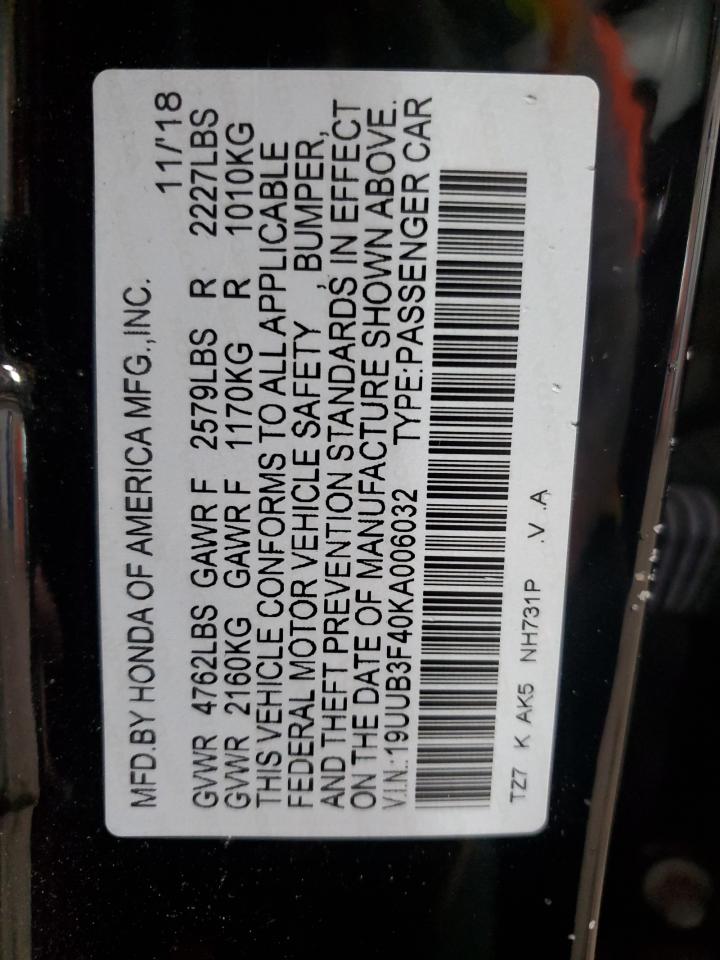 MFD.BY HONDA OF AMERICA MFG.,INC. 11/'18
GVWR 4762LBS GAWR F 2579LBS R 2227LBS
GVWR 2160KG GAWR F 1170KG R 1010KG
THIS VEHICLE CONFORMS TO ALL APPLICABLE
FEDERAL MOTOR VEHICLE SAFETY , BUMPER,
AND THEFT PREVENTION STANDARDS IN EFFECT
ON THE DATE OF MANUFACTURE SHOWN ABOVE.
V.I.N.:19UUB3F40KA006032 TYPE:PASSENGER CAR
TZ7 K AK5 NH731P .V .A